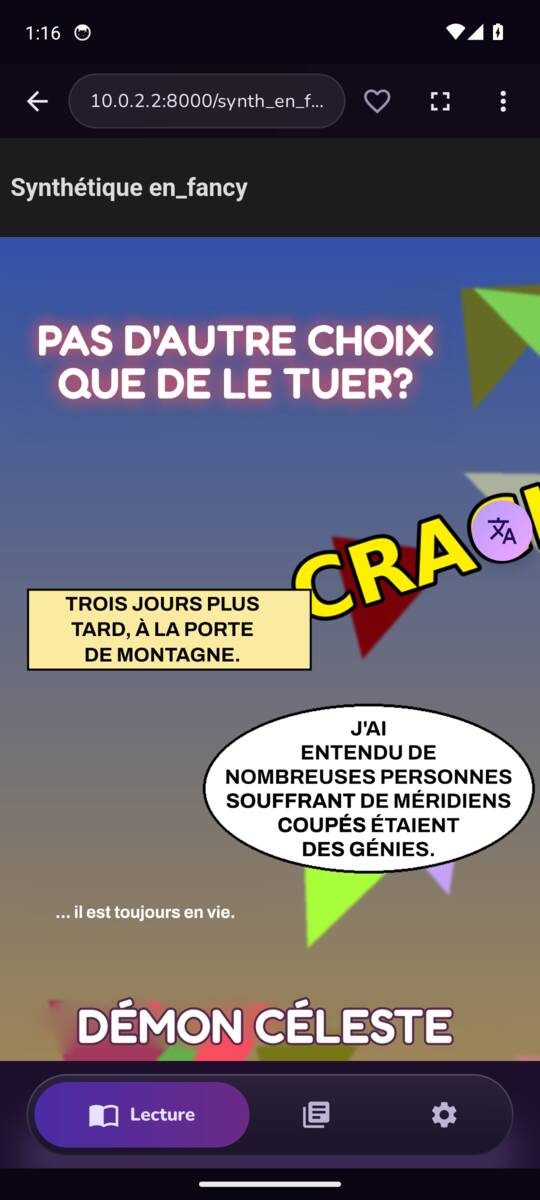 1:16
10.0.2.2:8000/synth_en_f...
Synthétique en_fancy
PAS D'AUTRE CHOIX
QUE DE LE TUER?
TROIS JOURS PLUS
TARD, À LA PORTE
DE MONTAGNE.
J'AI
ENTENDU DE
NOMBREUSES PERSONNES
SOUFFRANT DE MÉRIDIENS
COUPÉS ÉTAIENT
DES GÉNIES.
... il est toujours en vie.
DÉMON CÉLESTE
Lecture